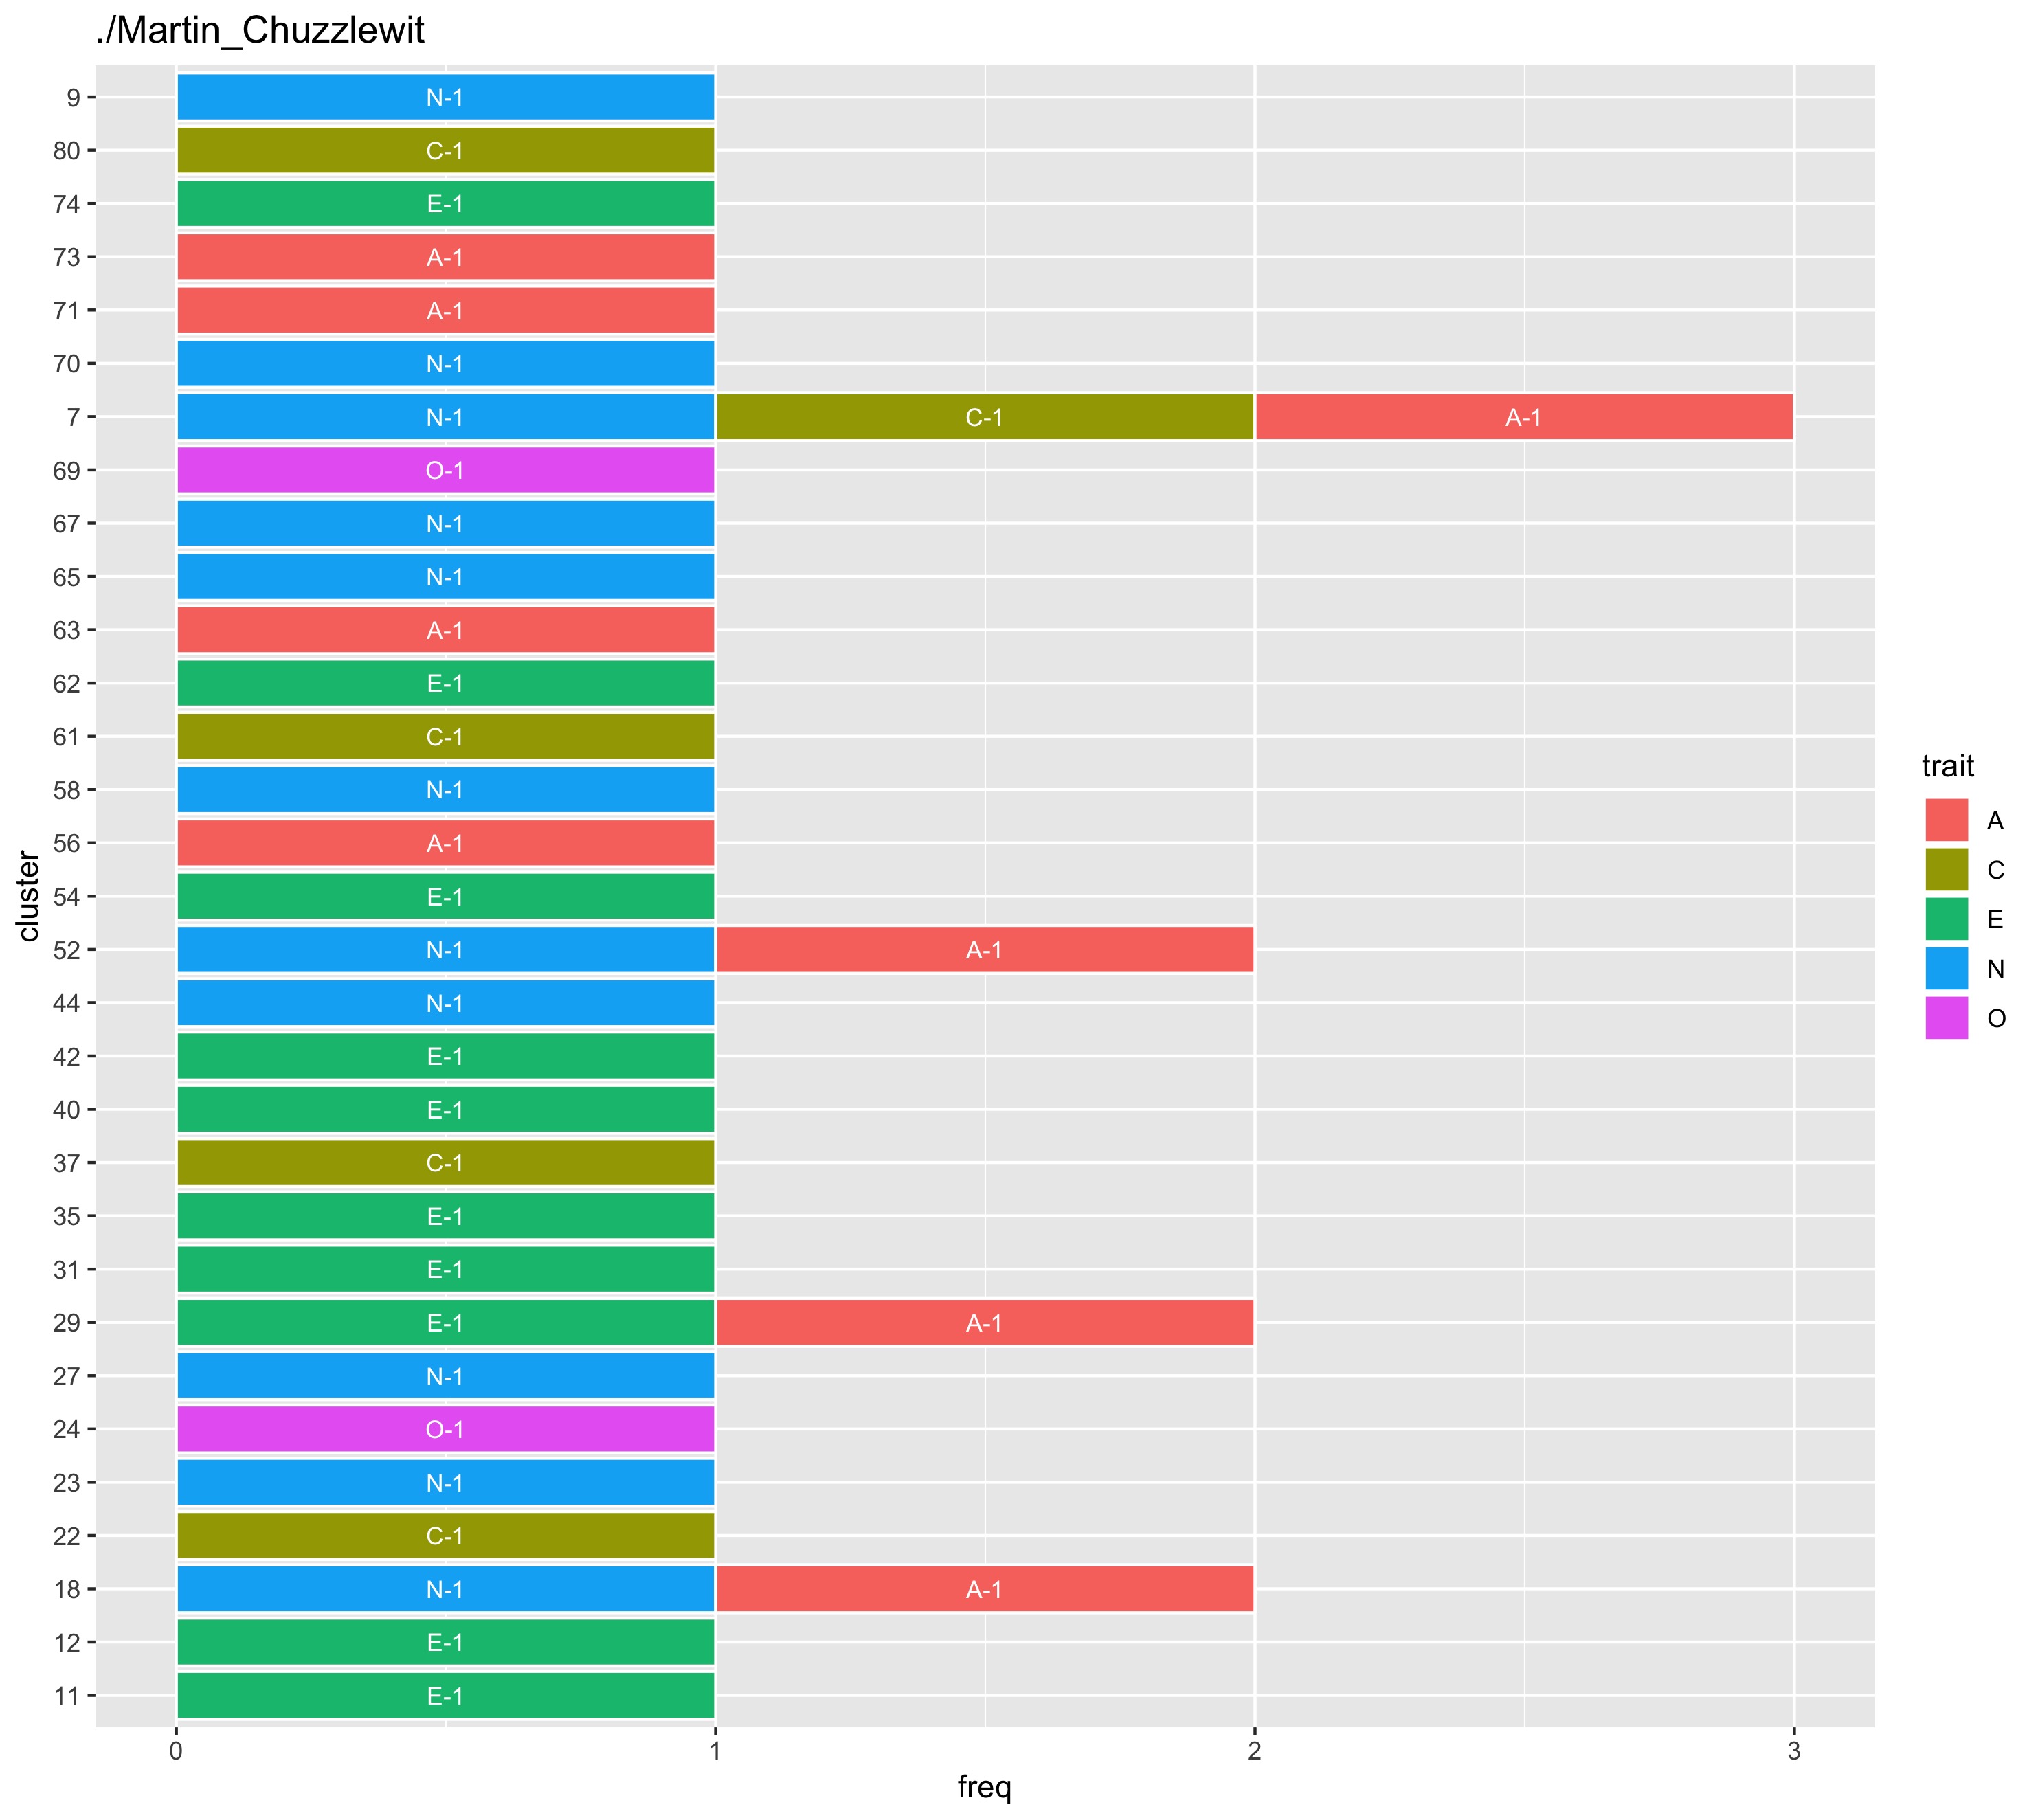 ./Martin_Chuzzlewit
9 N-1
80 C-1
74 E-1
73 A-1
71 A-1
70 N-1
7 N-1 C-1 A-1
69 O-1
67 N-1
65 N-1
63 A-1
62 E-1
61 C-1
58 N-1
56 A-1
54 E-1
52 N-1 A-1
44 N-1
42 E-1
40 E-1
37 C-1
35 E-1
31 E-1
29 E-1 A-1
27 N-1
24 O-1
23 N-1
22 C-1
18 N-1 A-1
12 E-1
11 E-1
0 1 2 3
freq
cluster
trait
A
C
E
N
O